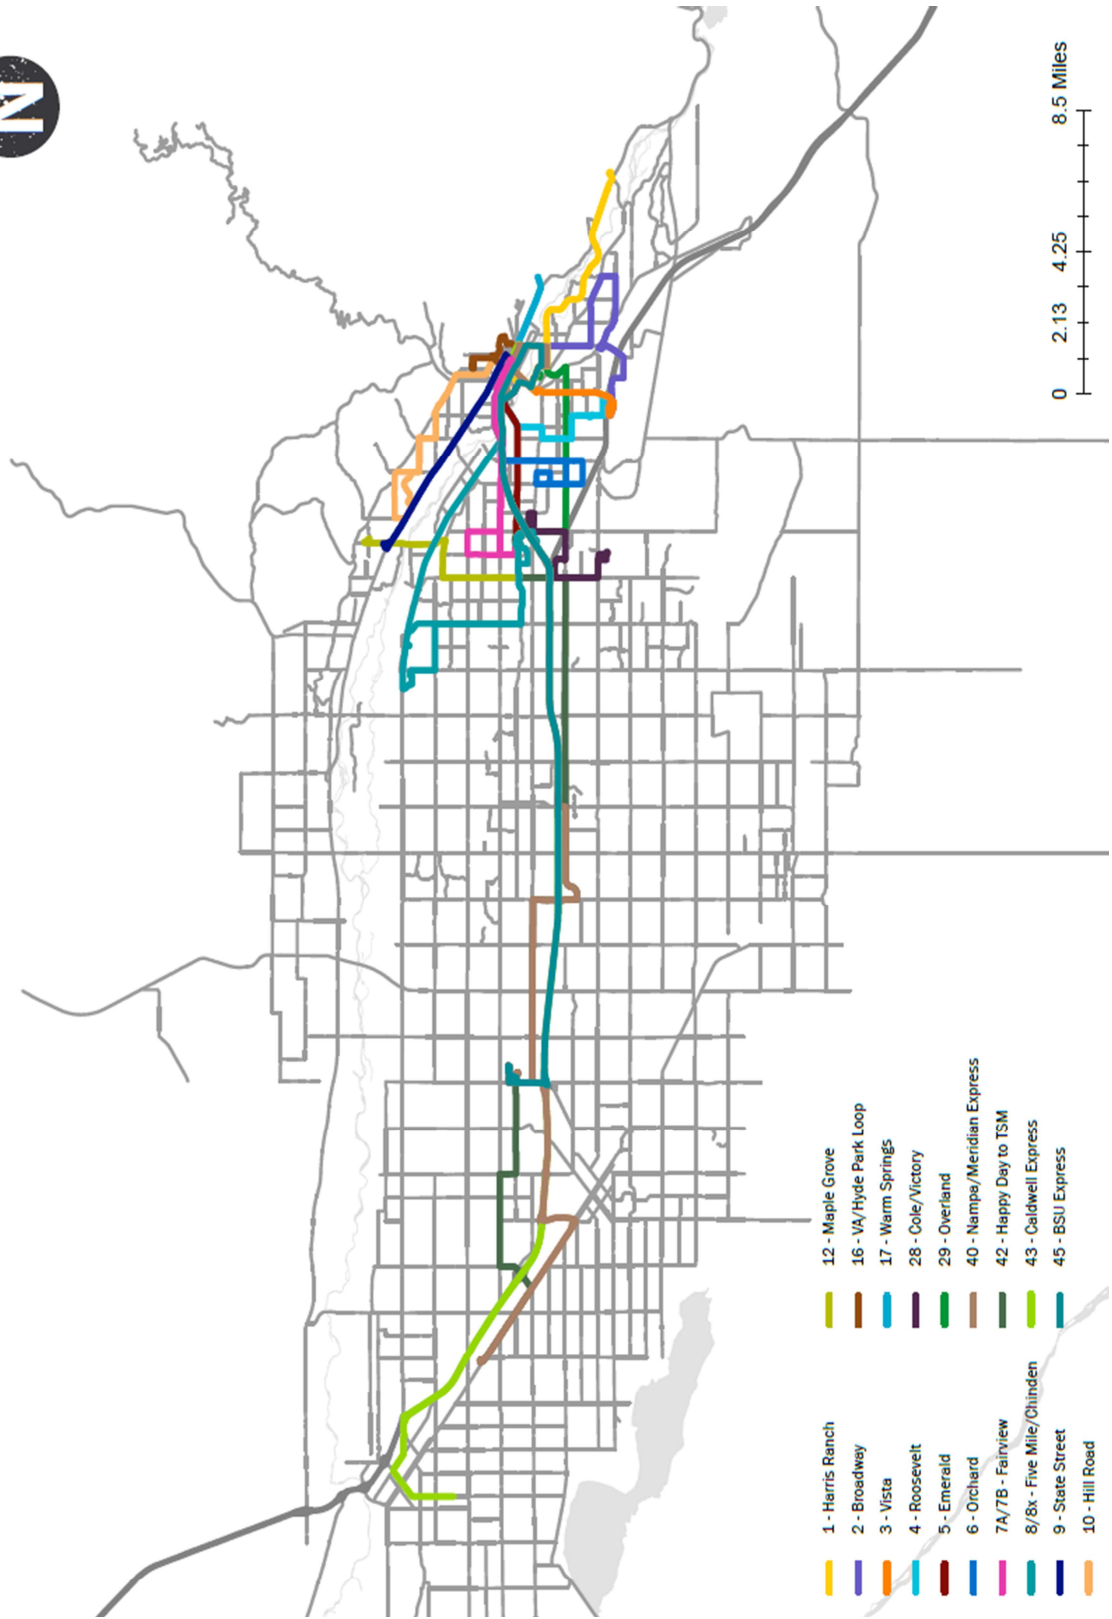 N
1 - Harris Ranch
2 - Broadway
3 - Vista
4 - Roosevelt
5 - Emerald
6 - Orchard
7A/7B - Fairview
8/8x - Five Mile/Chinden
9 - State Street
10 - Hill Road
12 - Maple Grove
16 - VA/Hyde Park Loop
17 - Warm Springs
28 - Cole/Victory
29 - Overland
40 - Nampa/Meridian Express
42 - Happy Day to TSM
43 - Caldwell Express
45 - BSU Express
0 2.13 4.25 8.5 Miles